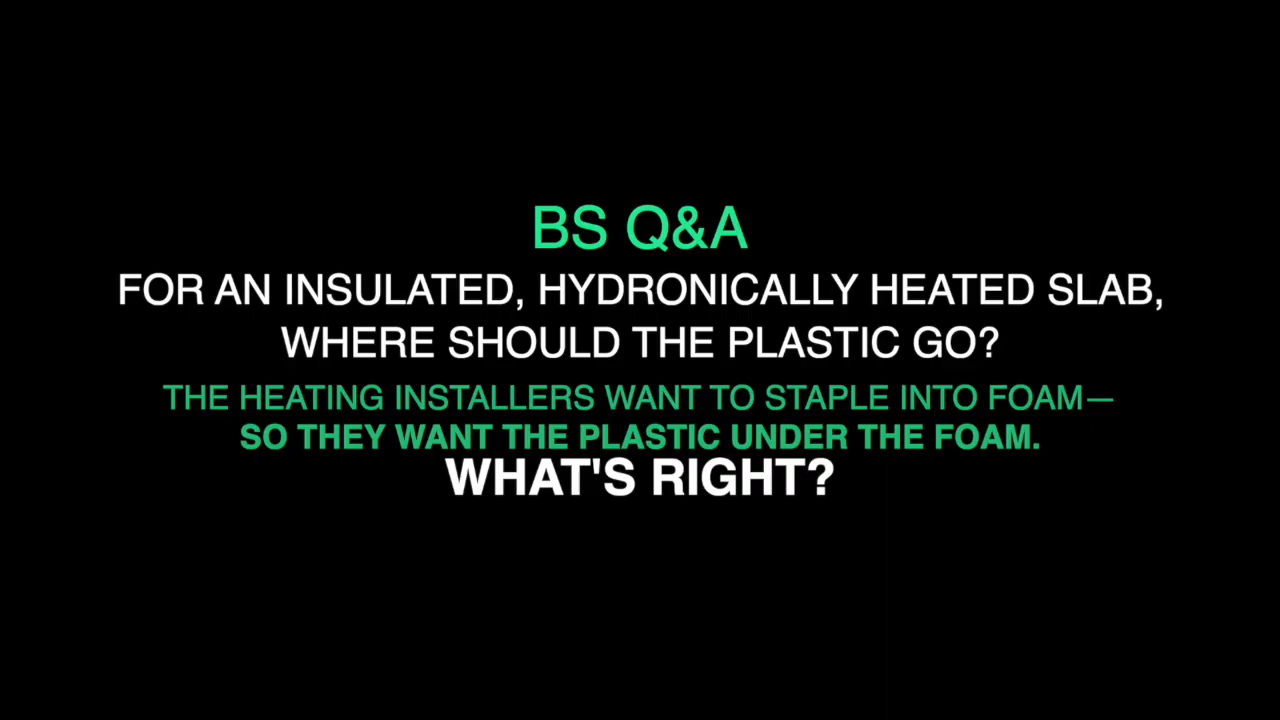 BS Q&A
FOR AN INSULATED, HYDRONICALLY HEATED SLAB,
WHERE SHOULD THE PLASTIC GO?
THE HEATING INSTALLERS WANT TO STAPLE INTO FOAM—
SO THEY WANT THE PLASTIC UNDER THE FOAM.
WHAT'S RIGHT?